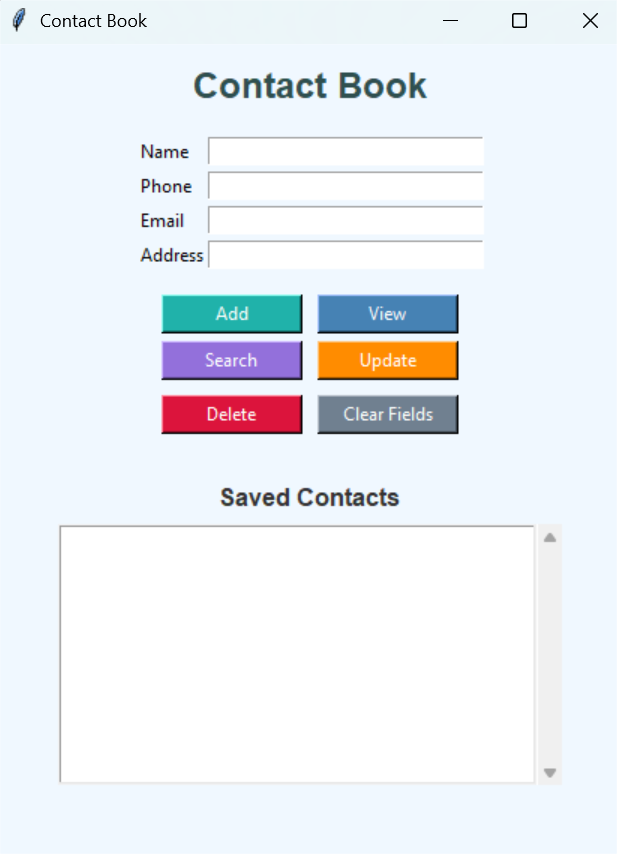 Contact Book
Contact Book
Name
Phone
Email
Address
Add View
Search Update
Delete Clear Fields
Saved Contacts